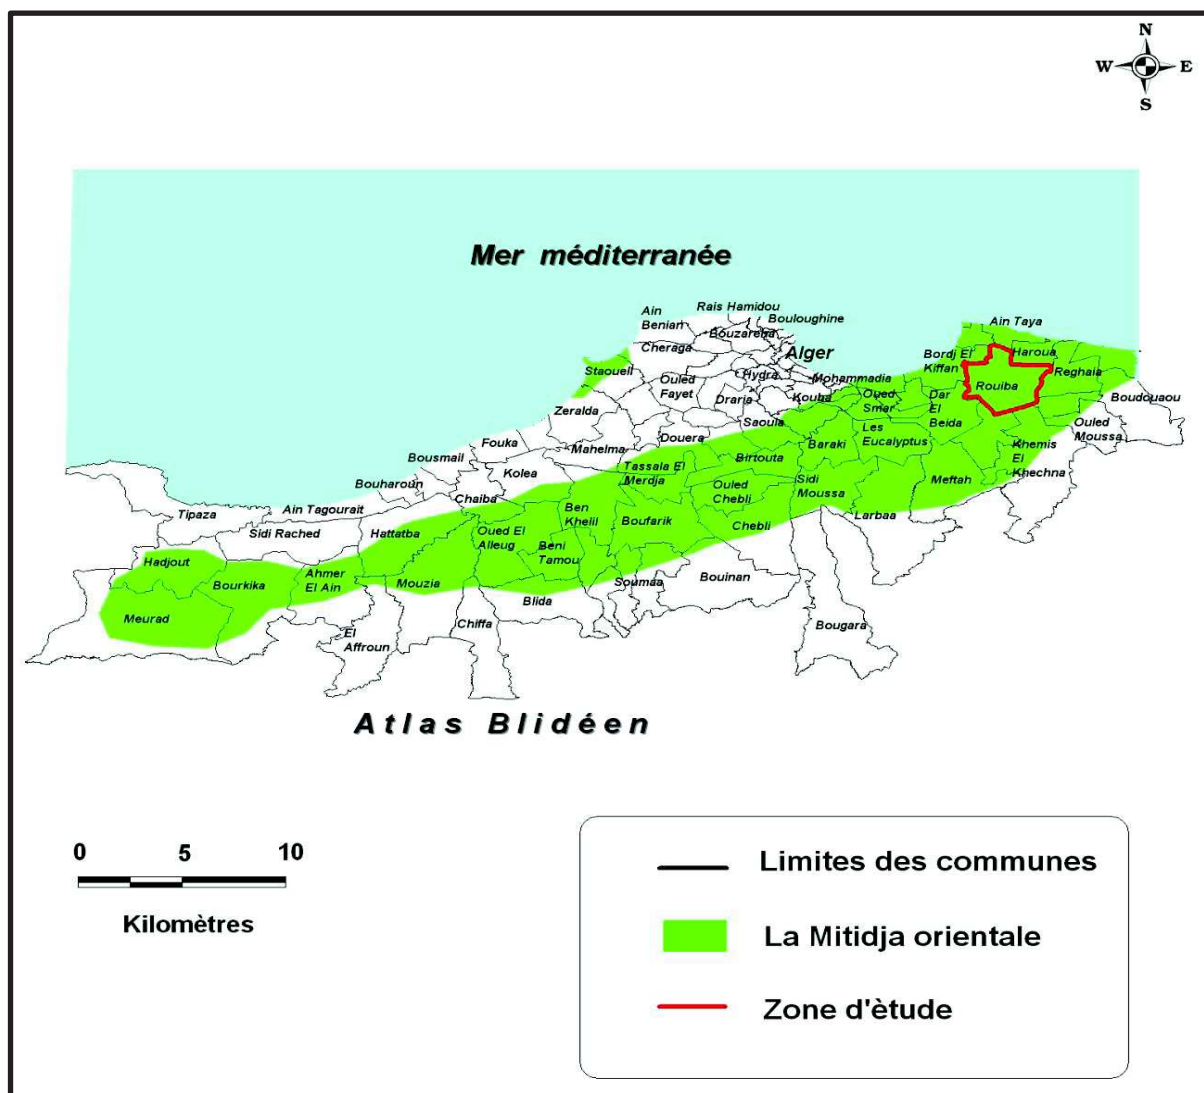 N
W E
S
Mer méditerranée
Rais Hamidou
Ain
Benian
Bouloughine
Bouzareha
Ain Taya
Cheraga
Alger
Haroua
Bordj El
Kiffan
Staouell
Hydra
Mohammadia
Reghaia
Ouled
Fayet
Rouiba
Draria
Kouba
Oued
Smar
Dar
El
Beida
Boudouaou
Zeralda
Saoula
Ouled
Moussa
Fouka
Mahelma
Douera
Baraki
Les
Eucalyptus
Khemis
El
Khechna
Bousmail
Kolea
Tassala El
Merdja
Birtouta
Bouharoun
Chaiba
Ouled
Chebli
Sidi
Moussa
Meftah
Tipaza
Ain Tagourait
Ben
Kheiil
Larbaa
Sidi Rached
Hattatba
Oued El
Alleug
Boufarik
Chebli
Hadjout
Beni
Tamou
Bourkika
Ahmer
El Ain
Mouzia
Soumaa
Bouinan
Meurad
Blida
El
Affroun
Chiffa
Bougara
Atlas Blidéen
0 5 10
Kilomètres
Limites des communes
La Mitidja orientale
Zone d'ètude